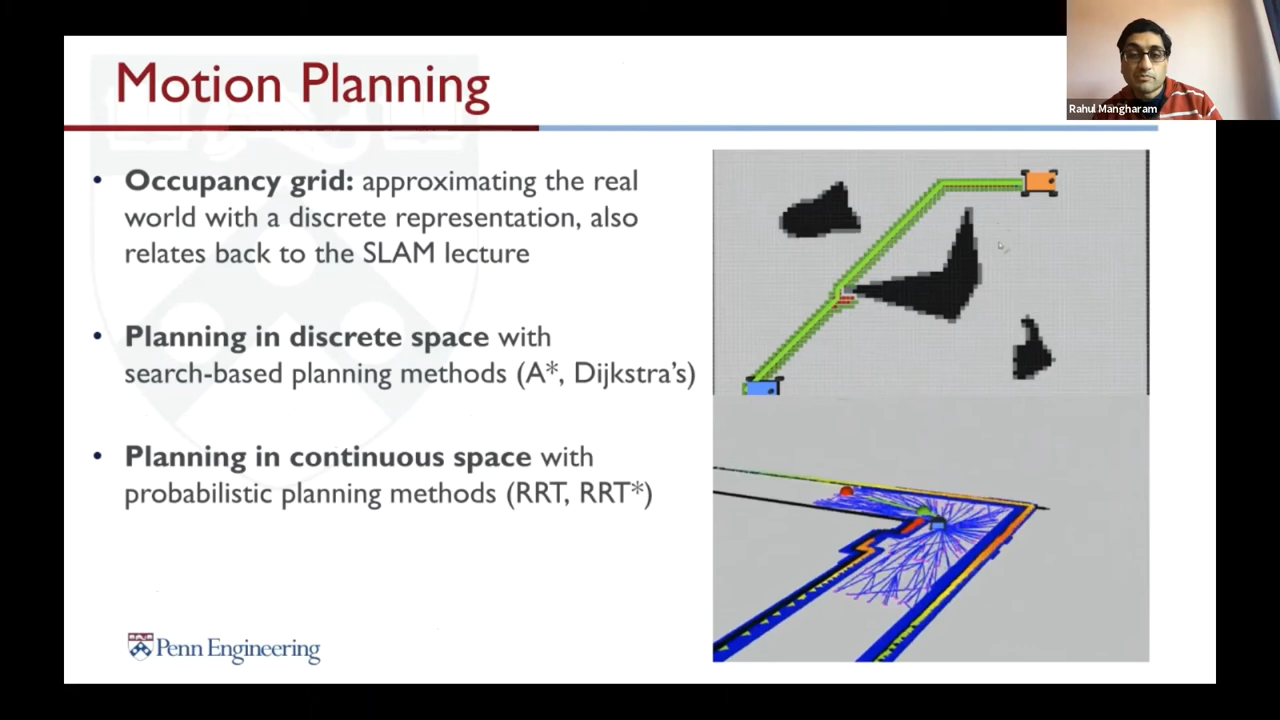 Motion Planning
Rahul Mangharam
• Occupancy grid: approximating the real
world with a discrete representation, also
relates back to the SLAM lecture
• Planning in discrete space with
search-based planning methods (A*, Dijkstra's)
• Planning in continuous space with
probabilistic planning methods (RRT, RRT*)
Penn Engineering